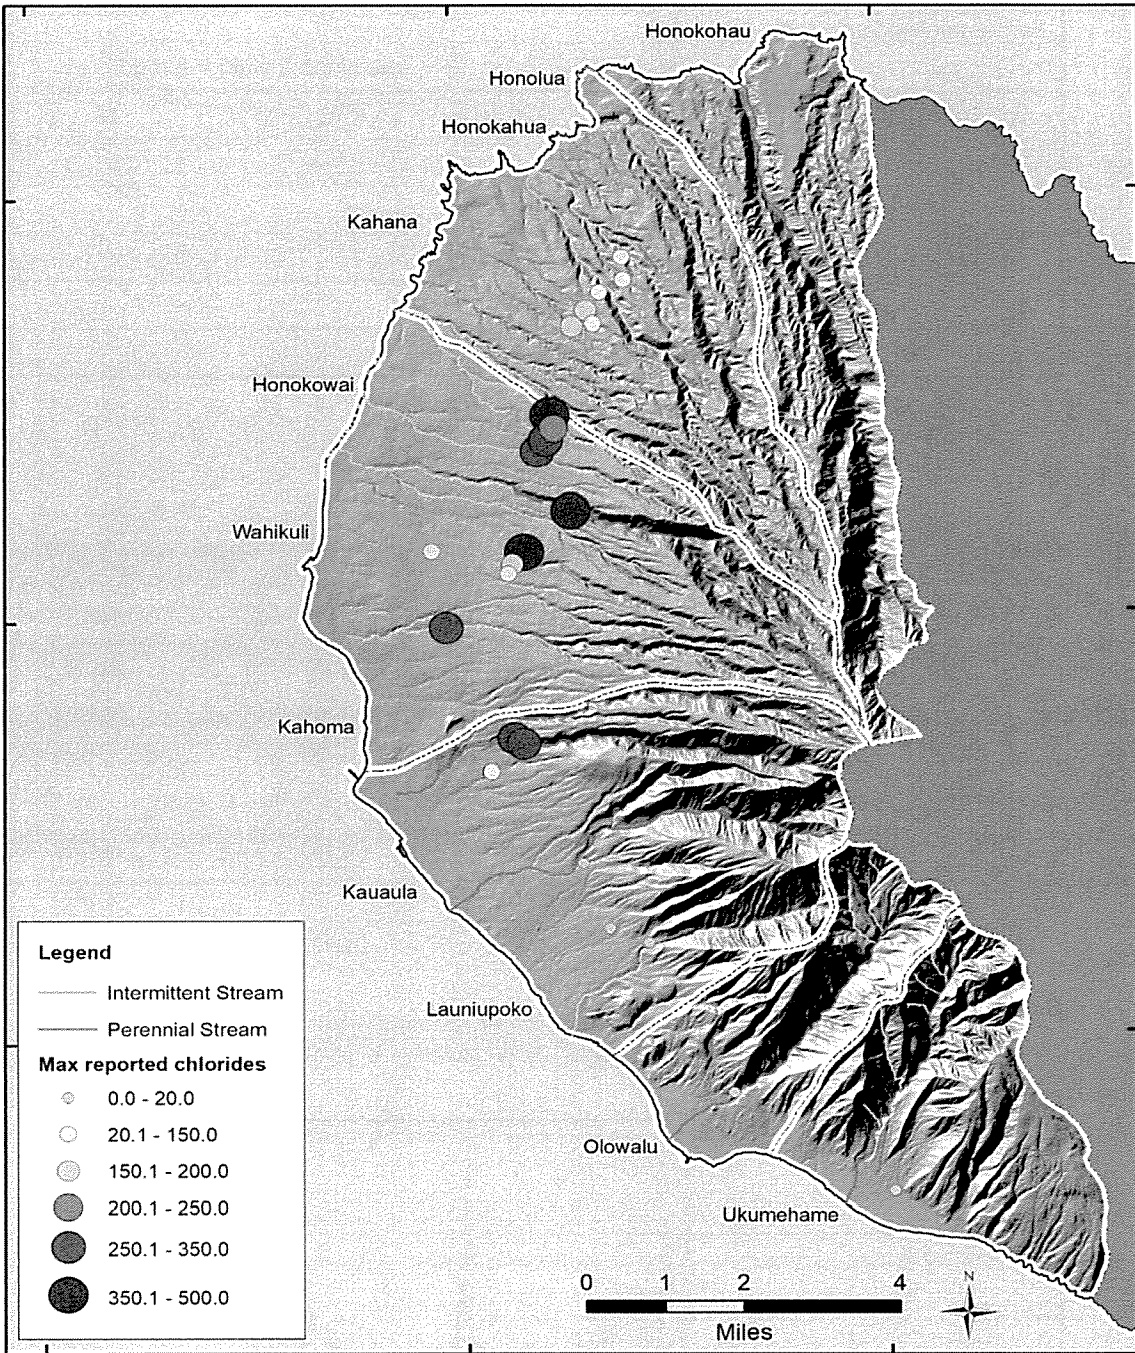 Honokohau
Honolua
Honokahua
Kahana
Honokowai
Wahikuli
Kahoma
Kauaula
Launiupoko
Olowalu
Ukumehame
Legend
Intermittent Stream
Perennial Stream
Max reported chlorides
0.0 - 20.0
20.1 - 150.0
150.1 - 200.0
200.1 - 250.0
250.1 - 350.0
350.1 - 500.0
0 1 2 4
Miles
N